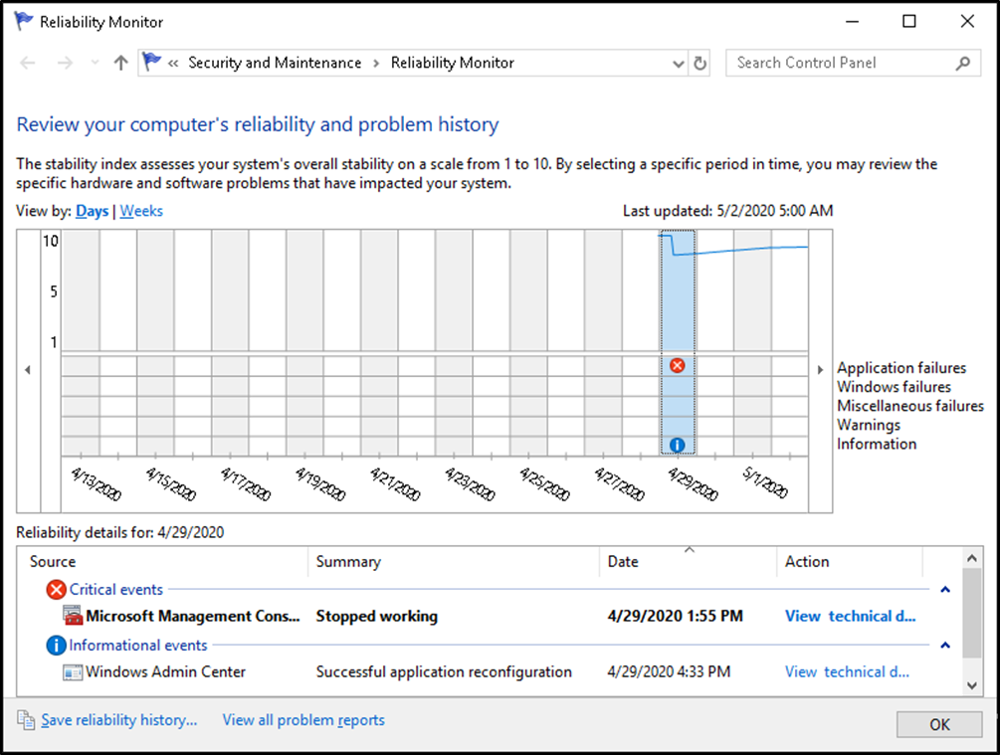 Reliability Monitor
« Security and Maintenance › Reliability Monitor
Search Control Panel
Review your computer's reliability and problem history
The stability index assesses your system's overall stability on a scale from 1 to 10. By selecting a specific period in time, you may review the
specific hardware and software problems that have impacted your system.
View by: Days | Weeks
Last updated: 5/2/2020 5:00 AM
10
5
1
Application failures
Windows failures
Miscellaneous failures
Warnings
Information
4/13/2020 4/15/2020 4/17/2020 4/19/2020 4/21/2020 4/23/2020 4/25/2020 4/27/2020 4/29/2020 5/1/2020
Reliability details for: 4/29/2020
Source Summary Date Action
Critical events
Microsoft Management Cons... Stopped working 4/29/2020 1:55 PM View technical d...
Informational events
Windows Admin Center Successful application reconfiguration 4/29/2020 4:33 PM View technical d...
Save reliability history... View all problem reports
OK